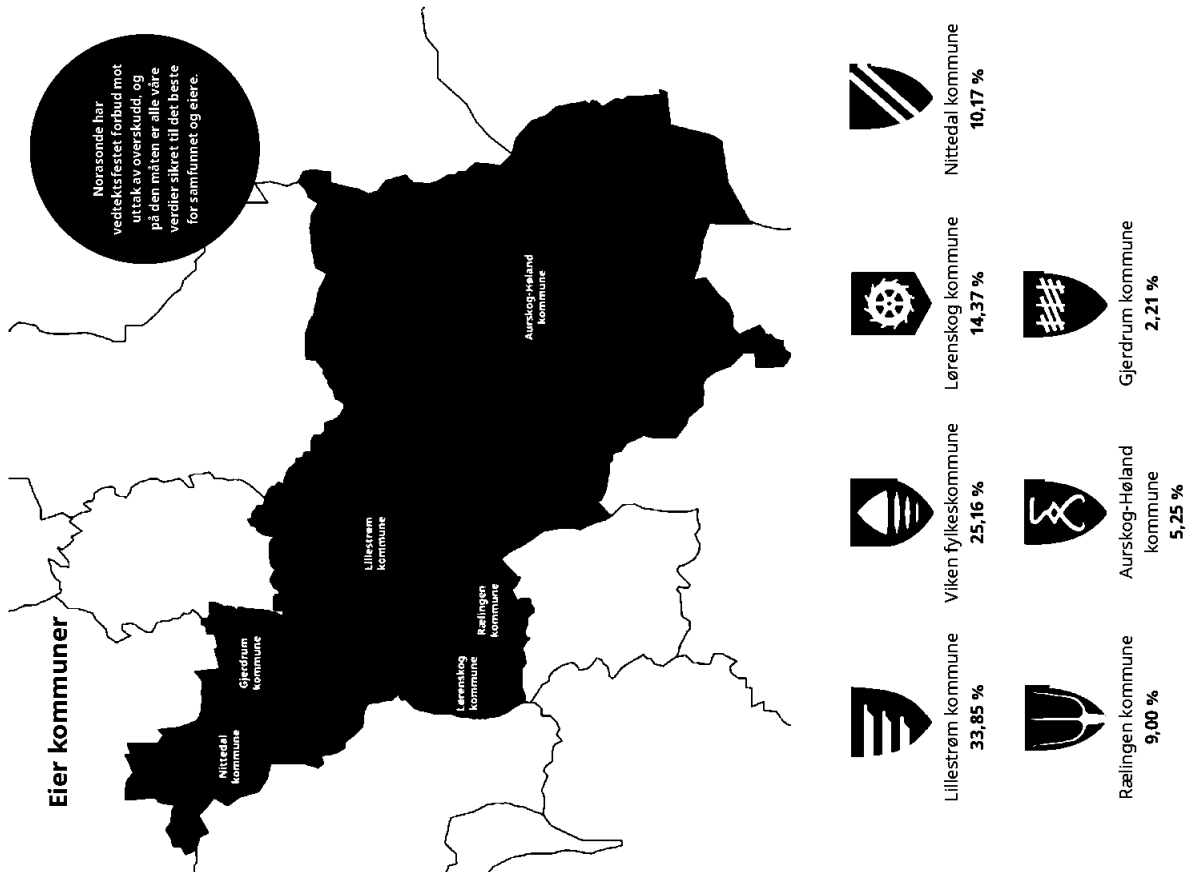 Eier kommuner
Norasonde har
vedtektsfestet forbud mot
uttak av overskudd, og
på den måten er alle våre
verdier sikret til det beste
for samfunnet og eiere.
Nittedal
kommune
Gjerdrum
kommune
Lillestrøm
kommune
Lørenskog
kommune
Rælingen
kommune
Aurskog-Høland
kommune
Lillestrøm kommune
33,85 %
Viken fylkeskommune
25,16 %
Lørenskog kommune
14,37 %
Nittedal kommune
10,17 %
Rælingen kommune
9,00 %
Aurskog-Høland
kommune
5,25 %
Gjerdrum kommune
2,21 %